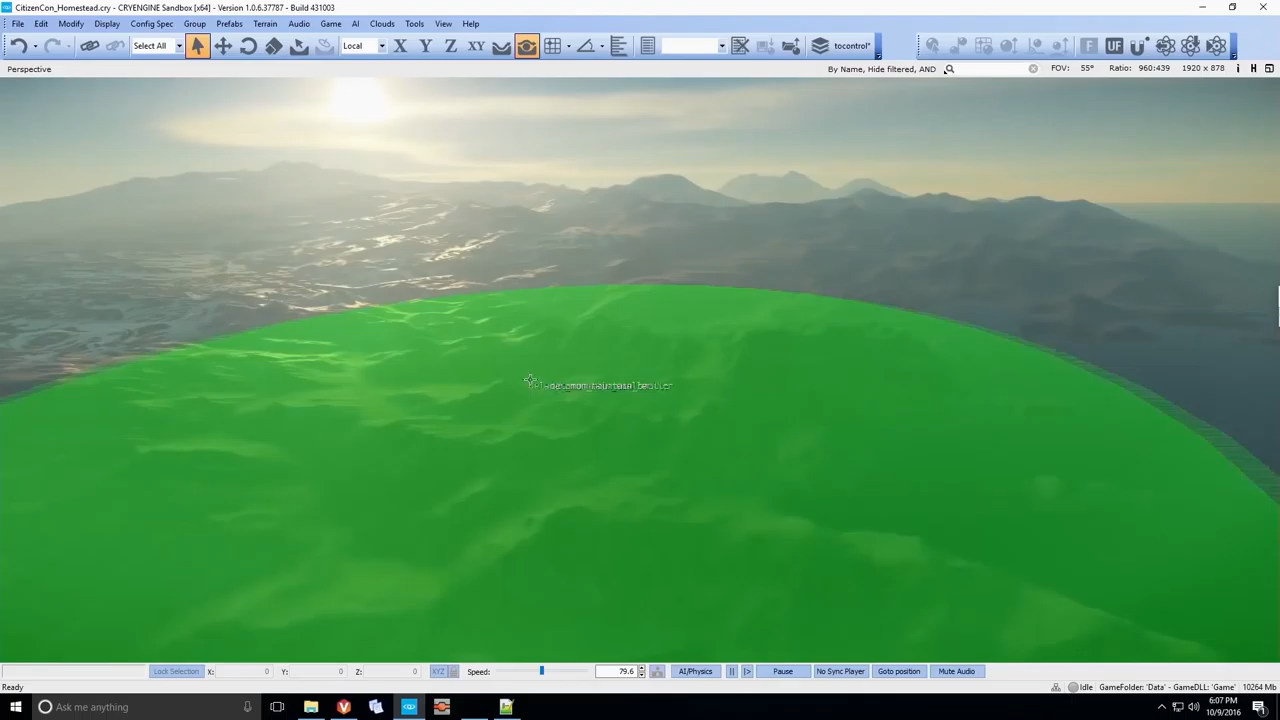 CitizenCon_Homestead.cry - CRYENGINE Sandbox [x64] - Version 1.0.6.37787 - Build 431003
File Edit Modify Display Config Spec Group Prefabs Terrain Audio Game AI Clouds Tools View Help
Select All Local X Y Z XY tocontrol* F UF
Perspective By Name, Hide filtered, AND FOV: 55° Ratio: 960:439 1920 x 878 i H
Lock Selection X: 0 Y: 0 Z: 0 XYZ Speed: 79.6 AI/Physics Pause No Sync Player Goto position Mute Audio
Ready Idle GameFolder: 'Data' - GameDLL: 'Game' 10264 Mb
Ask me anything 6:07 PM
10/9/2016 1